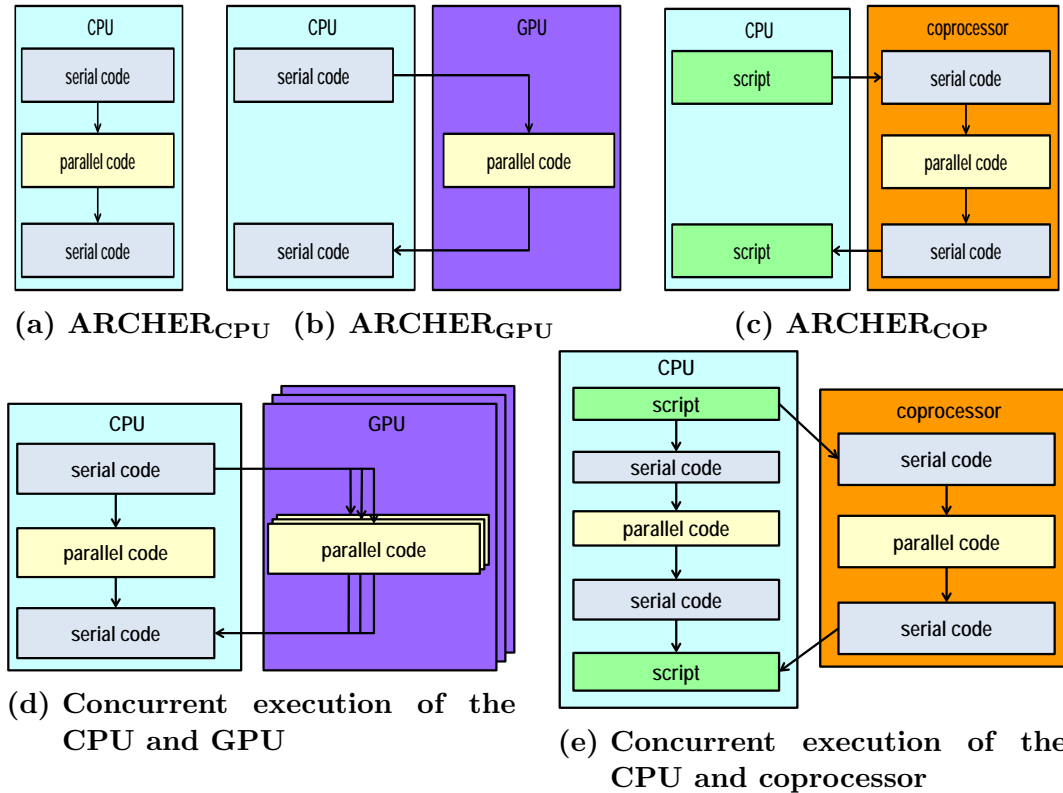 CPU
serial code
parallel code
serial code
(a) ARCHER_CPU
CPU
GPU
serial code
parallel code
serial code
(b) ARCHER_GPU
CPU
coprocessor
script
serial code
parallel code
script
serial code
(c) ARCHER_COP
CPU
GPU
serial code
parallel code
parallel code
serial code
(d) Concurrent execution of the
CPU and GPU
CPU
coprocessor
script
serial code
serial code
parallel code
parallel code
serial code
serial code
script
(e) Concurrent execution of the
CPU and coprocessor